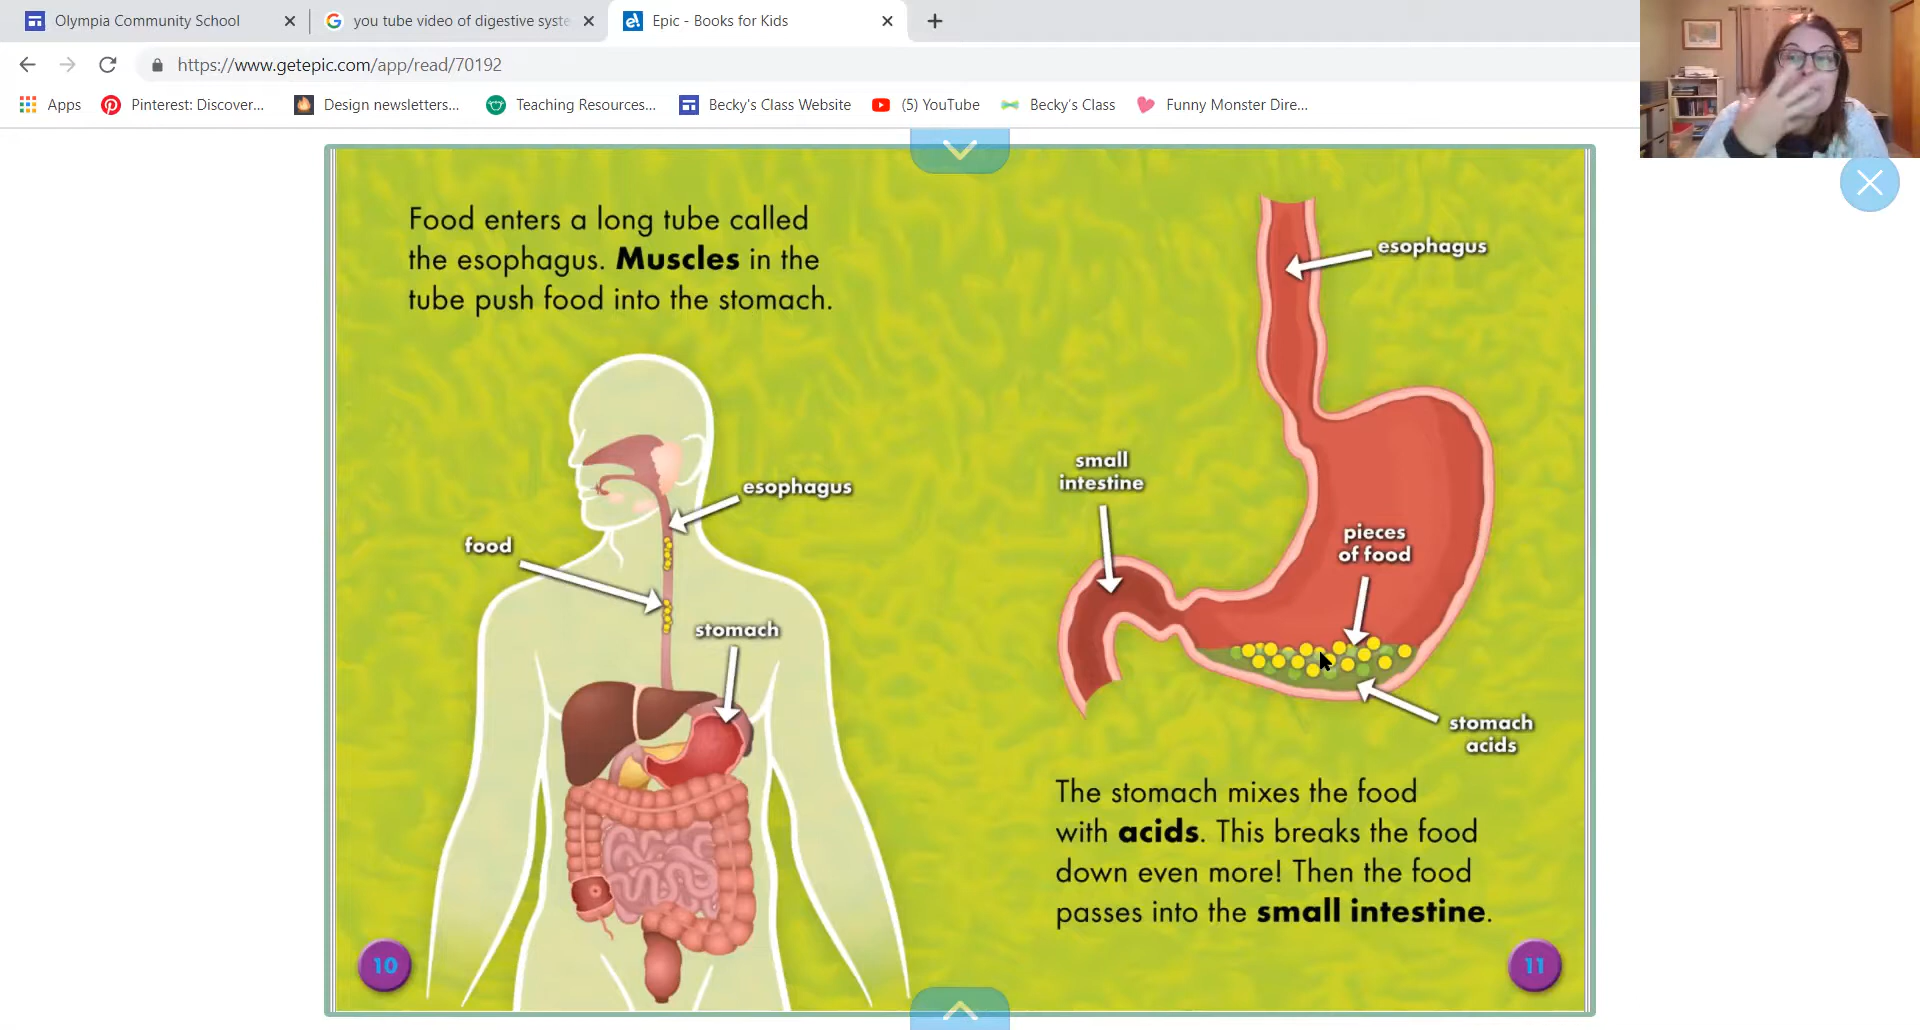 Olympia Community School
you tube video of digestive syste
Epic - Books for Kids
https://www.getepic.com/app/read/70192
Apps
Pinterest: Discover...
Design newsletters...
Teaching Resources...
Becky's Class Website
(5) YouTube
Becky's Class
Funny Monster Dire...
Food enters a long tube called
the esophagus. Muscles in the
tube push food into the stomach.
esophagus
food
stomach
10
esophagus
small
intestine
pieces
of food
stomach
acids
The stomach mixes the food
with acids. This breaks the food
down even more! Then the food
passes into the small intestine.
11